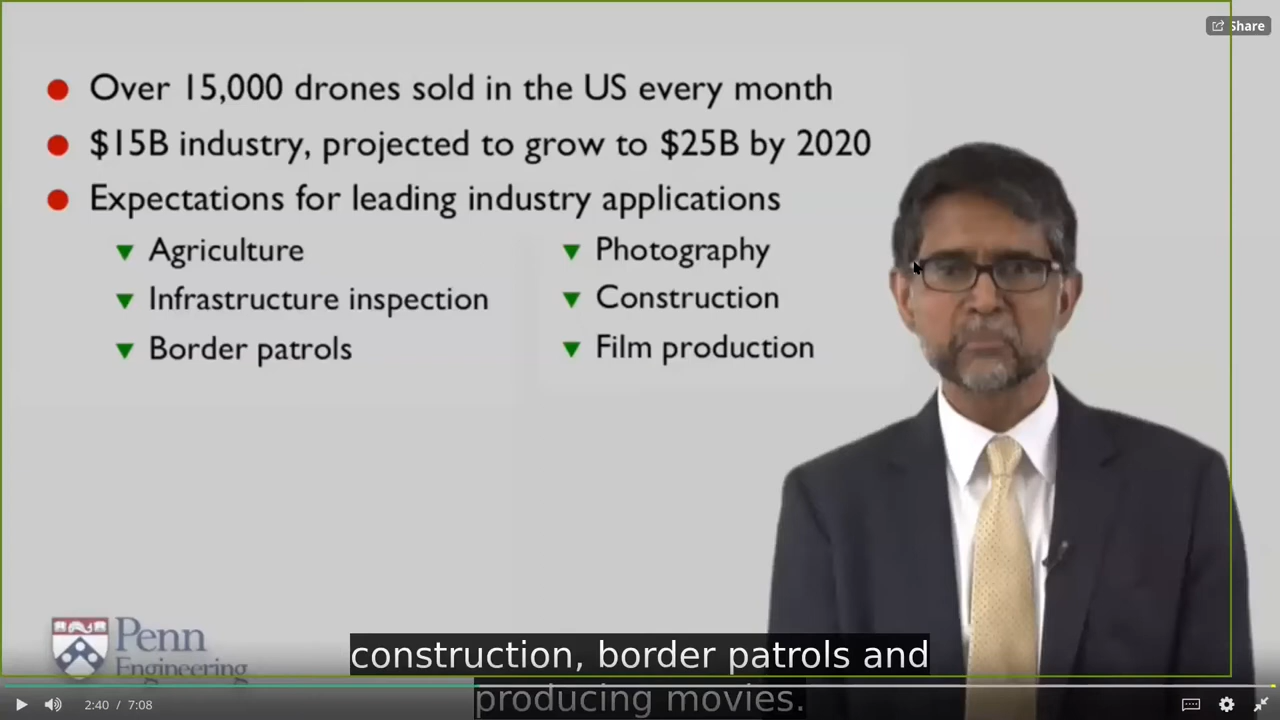 Share
Over 15,000 drones sold in the US every month
$15B industry, projected to grow to $25B by 2020
Expectations for leading industry applications
Agriculture
Photography
Infrastructure inspection
Construction
Border patrols
Film production
Penn
Engineering
construction, border patrols and
producing movies.
2:40 / 7:08